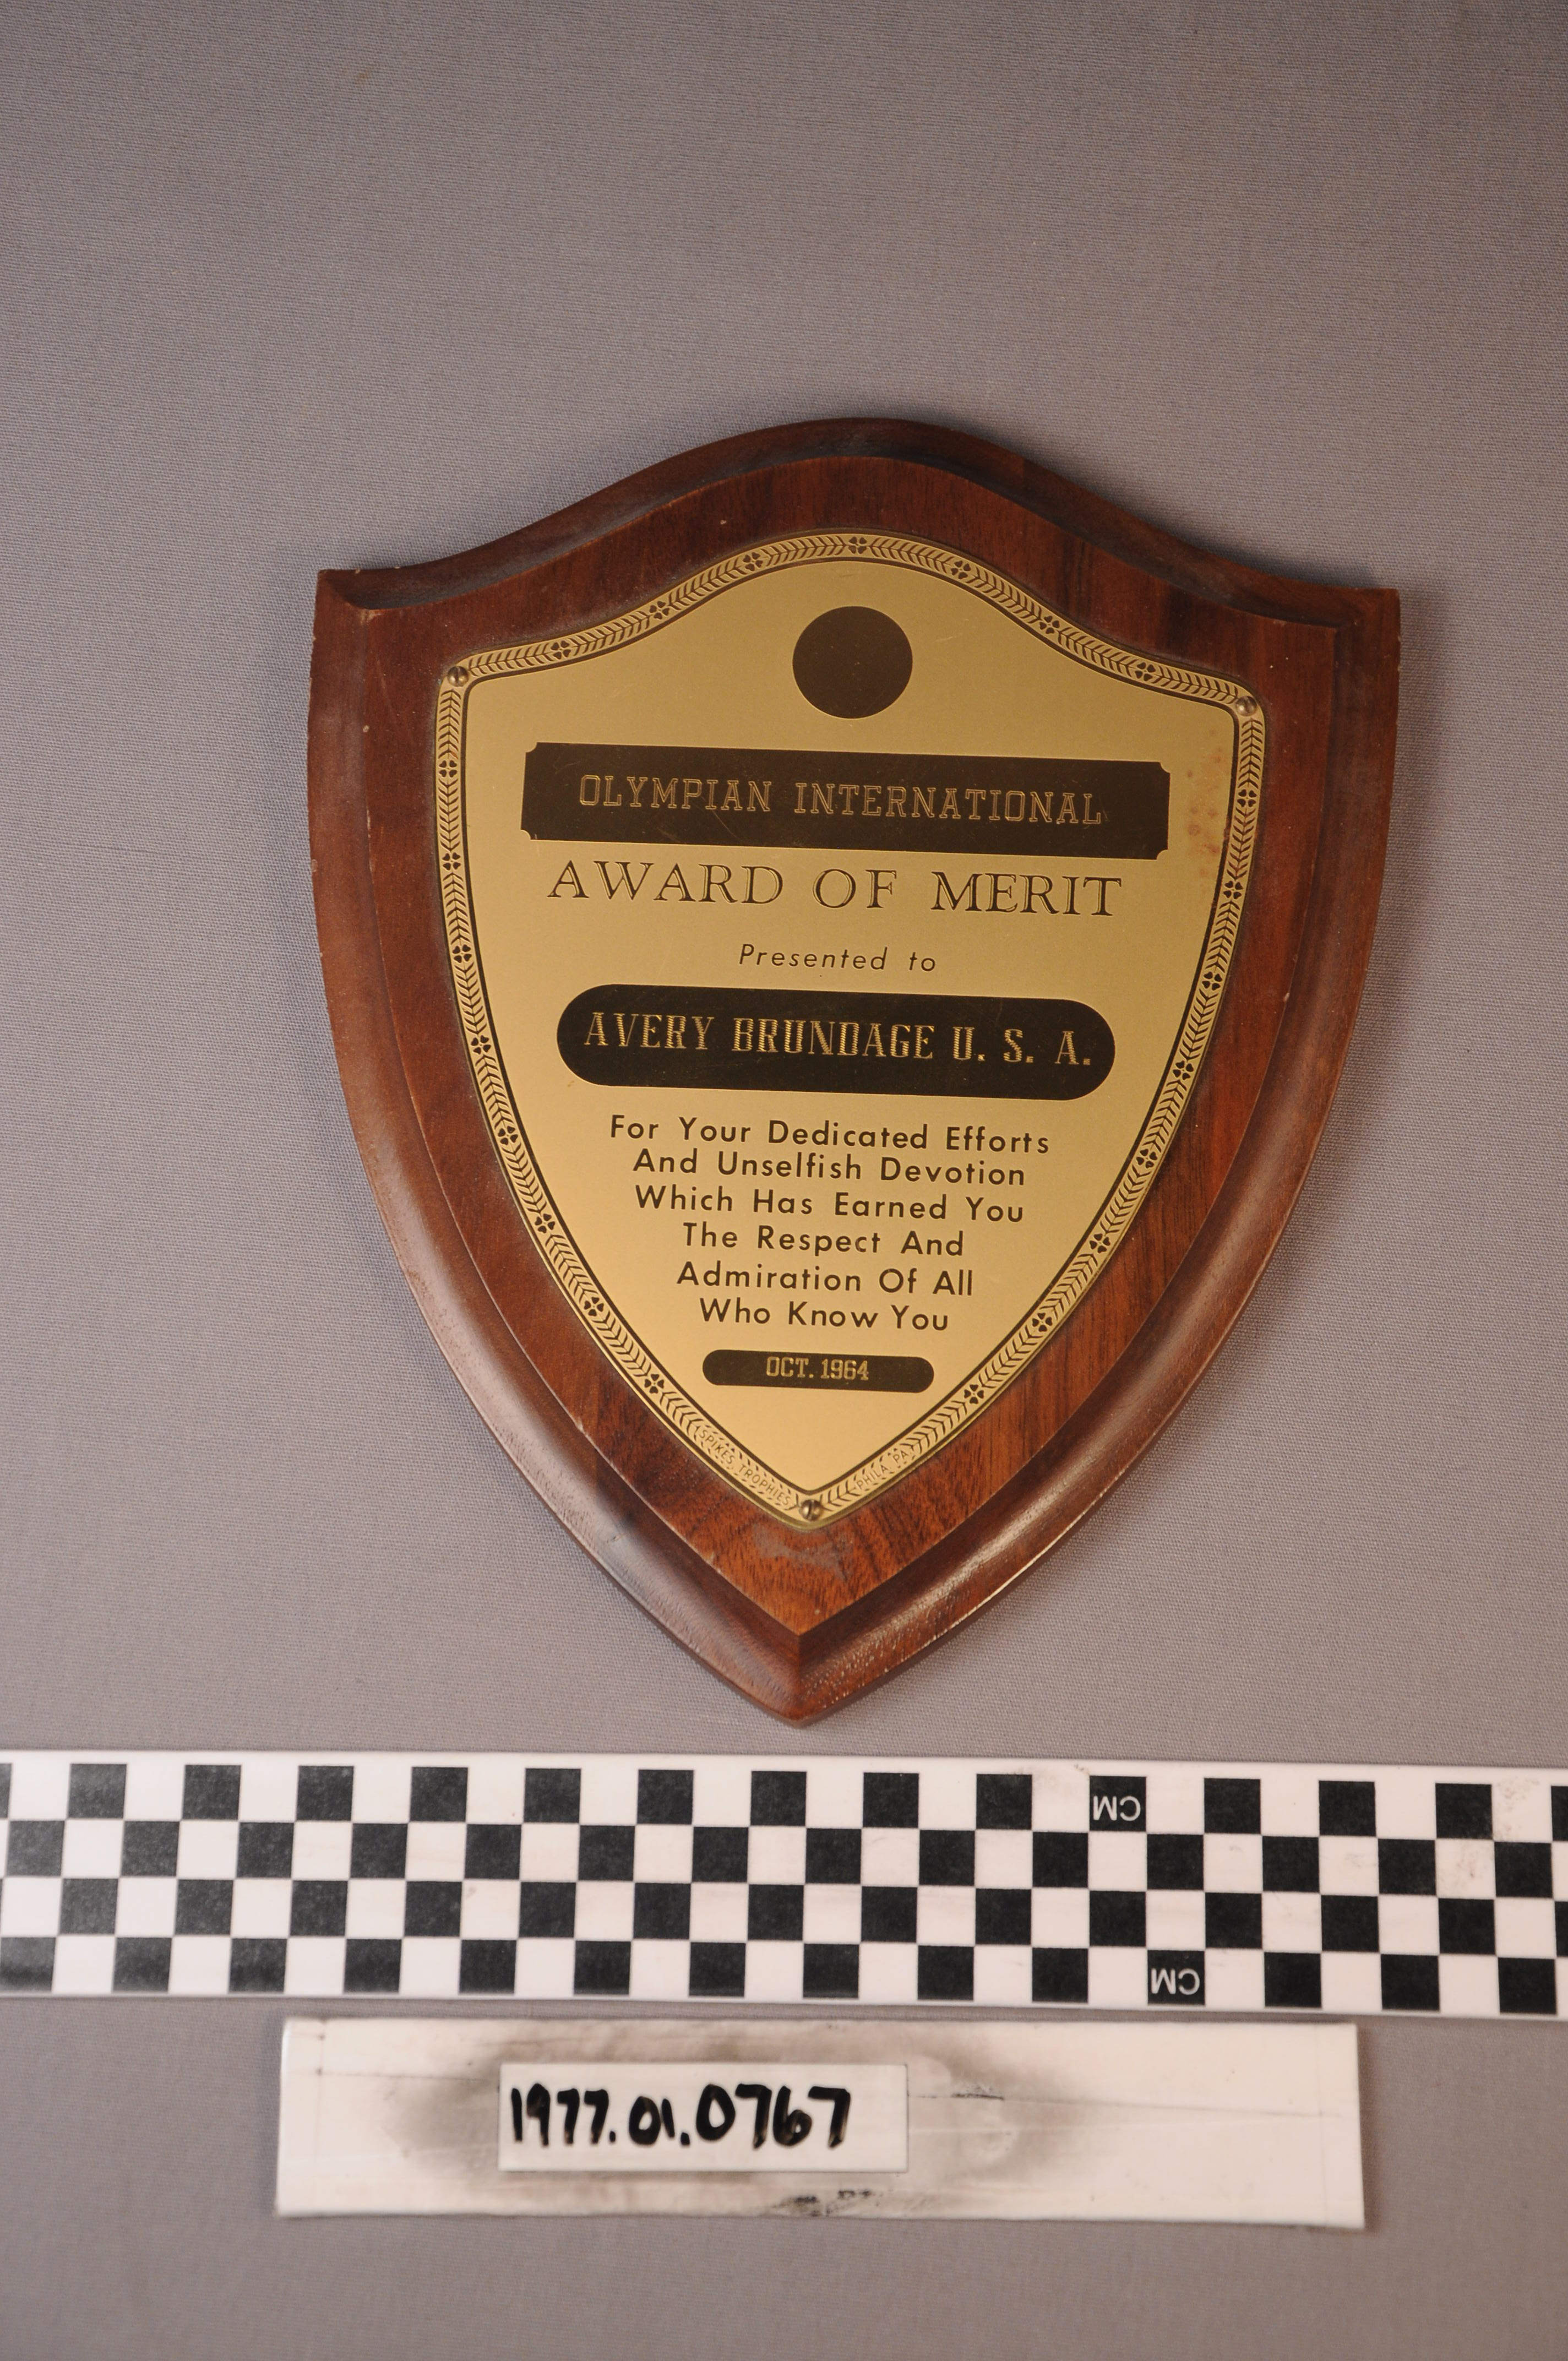 OLYMPIAN INTERNATIONAL
AWARD OF MERIT
Presented to
AVERY BRUNDAGE U. S. A.
For Your Dedicated Efforts
And Unselfish Devotion
Which Has Earned You
The Respect And
Admiration Of All
Who Know You
OCT. 1964
SPIKES TROPHIES PHILA PA
CM
CM
1977.01.0767